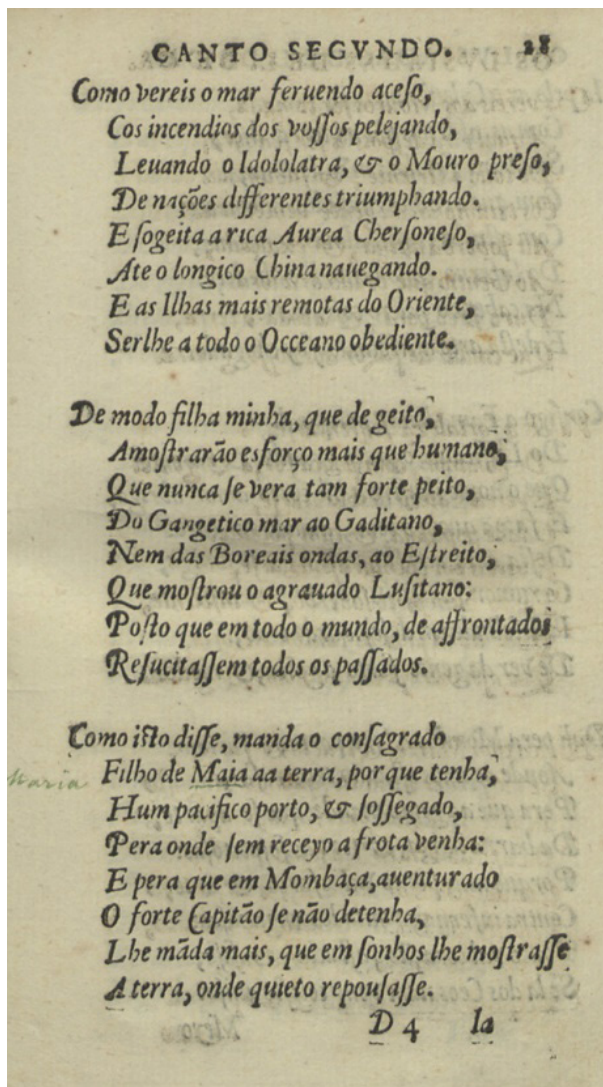 CANTO SEGVNDO. 28
Como vereis o mar feruendo aceſo,
Cos incendios dos voſſos pelejando,
Leuando o Idololatra, & o Mouro preſo,
De nações differentes triumphando.
E ſogeita a rica Aurea Cherſoneſo,
Ate o longico China nauegando.
E as Ilhas mais remotas do Oriente,
Serlhe a todo o Occeano obediente.
De modo filha minha, que de geito,
Amoſtrarão esforço mais que humano,
Que nunca ſe vera tam forte peito,
Do Gangetico mar ao Gaditano,
Nem das Boreais ondas, ao Eſtreito,
Que moſtrou o agrauado Luſitano:
Poſto que em todo o mundo, de affrontados
Reſucitaſſem todos os paſſados.
Como iſto diſſe, manda o conſagrado
Maria Filho de Maia aa terra, por que tenha,
Hum pacifico porto, & ſoſſegado,
Pera onde ſem receyo a frota venha:
E pera que em Mombaça, auenturado
O forte Capitão ſe não detenha,
Lhe mãda mais, que em ſonhos lhe moſtraſſe
A terra, onde quieto repouſaſſe.
D 4 Ia